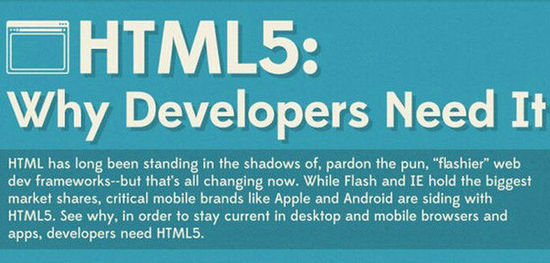 HTML5:
Why Developers Need It
HTML has long been standing in the shadows of, pardon the pun, “flashier” web
dev frameworks--but that's all changing now. While Flash and IE hold the biggest
market shares, critical mobile brands like Apple and Android are siding with
HTML5. See why, in order to stay current in desktop and mobile browsers and
apps, developers need HTML5.